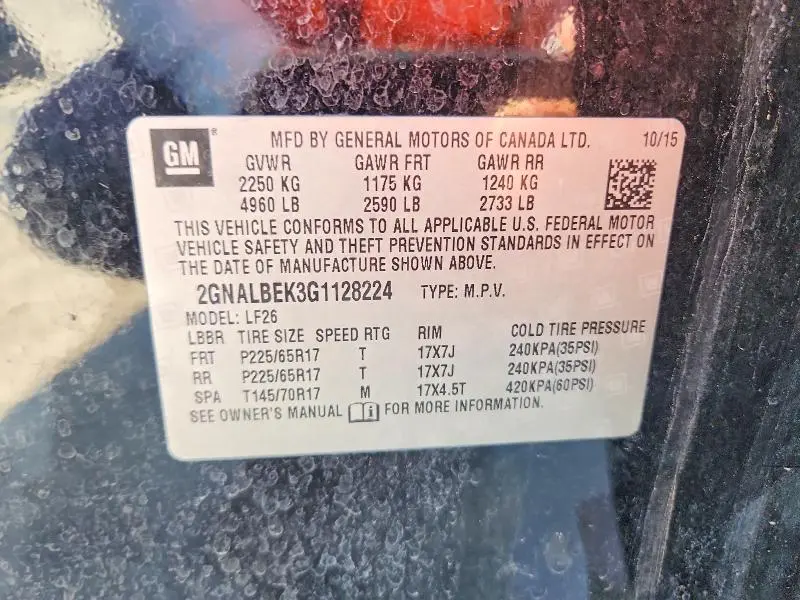 GM ® MFD BY GENERAL MOTORS OF CANADA LTD. 10/15
GVWR GAWR FRT GAWR RR
2250 KG 1175 KG 1240 KG
4960 LB 2590 LB 2733 LB
THIS VEHICLE CONFORMS TO ALL APPLICABLE U.S. FEDERAL MOTOR
VEHICLE SAFETY AND THEFT PREVENTION STANDARDS IN EFFECT ON
THE DATE OF MANUFACTURE SHOWN ABOVE.
2GNALBEK3G1128224 TYPE: M.P.V.
MODEL: LF26
LBBR TIRE SIZE SPEED RTG RIM COLD TIRE PRESSURE
FRT P225/65R17 T 17X7J 240KPA(35PSI)
RR P225/65R17 T 17X7J 240KPA(35PSI)
SPA T145/70R17 M 17X4.5T 420KPA(60PSI)
SEE OWNER'S MANUAL i FOR MORE INFORMATION.